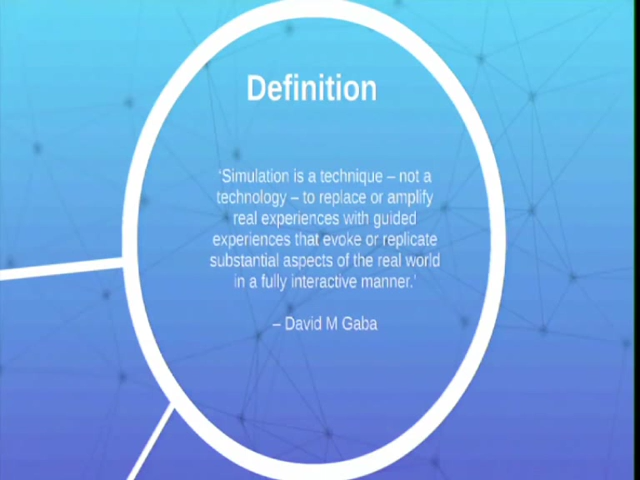 Definition
‘Simulation is a technique – not a
technology – to replace or amplify
real experiences with guided
experiences that evoke or replicate
substantial aspects of the real world
in a fully interactive manner.’
– David M Gaba